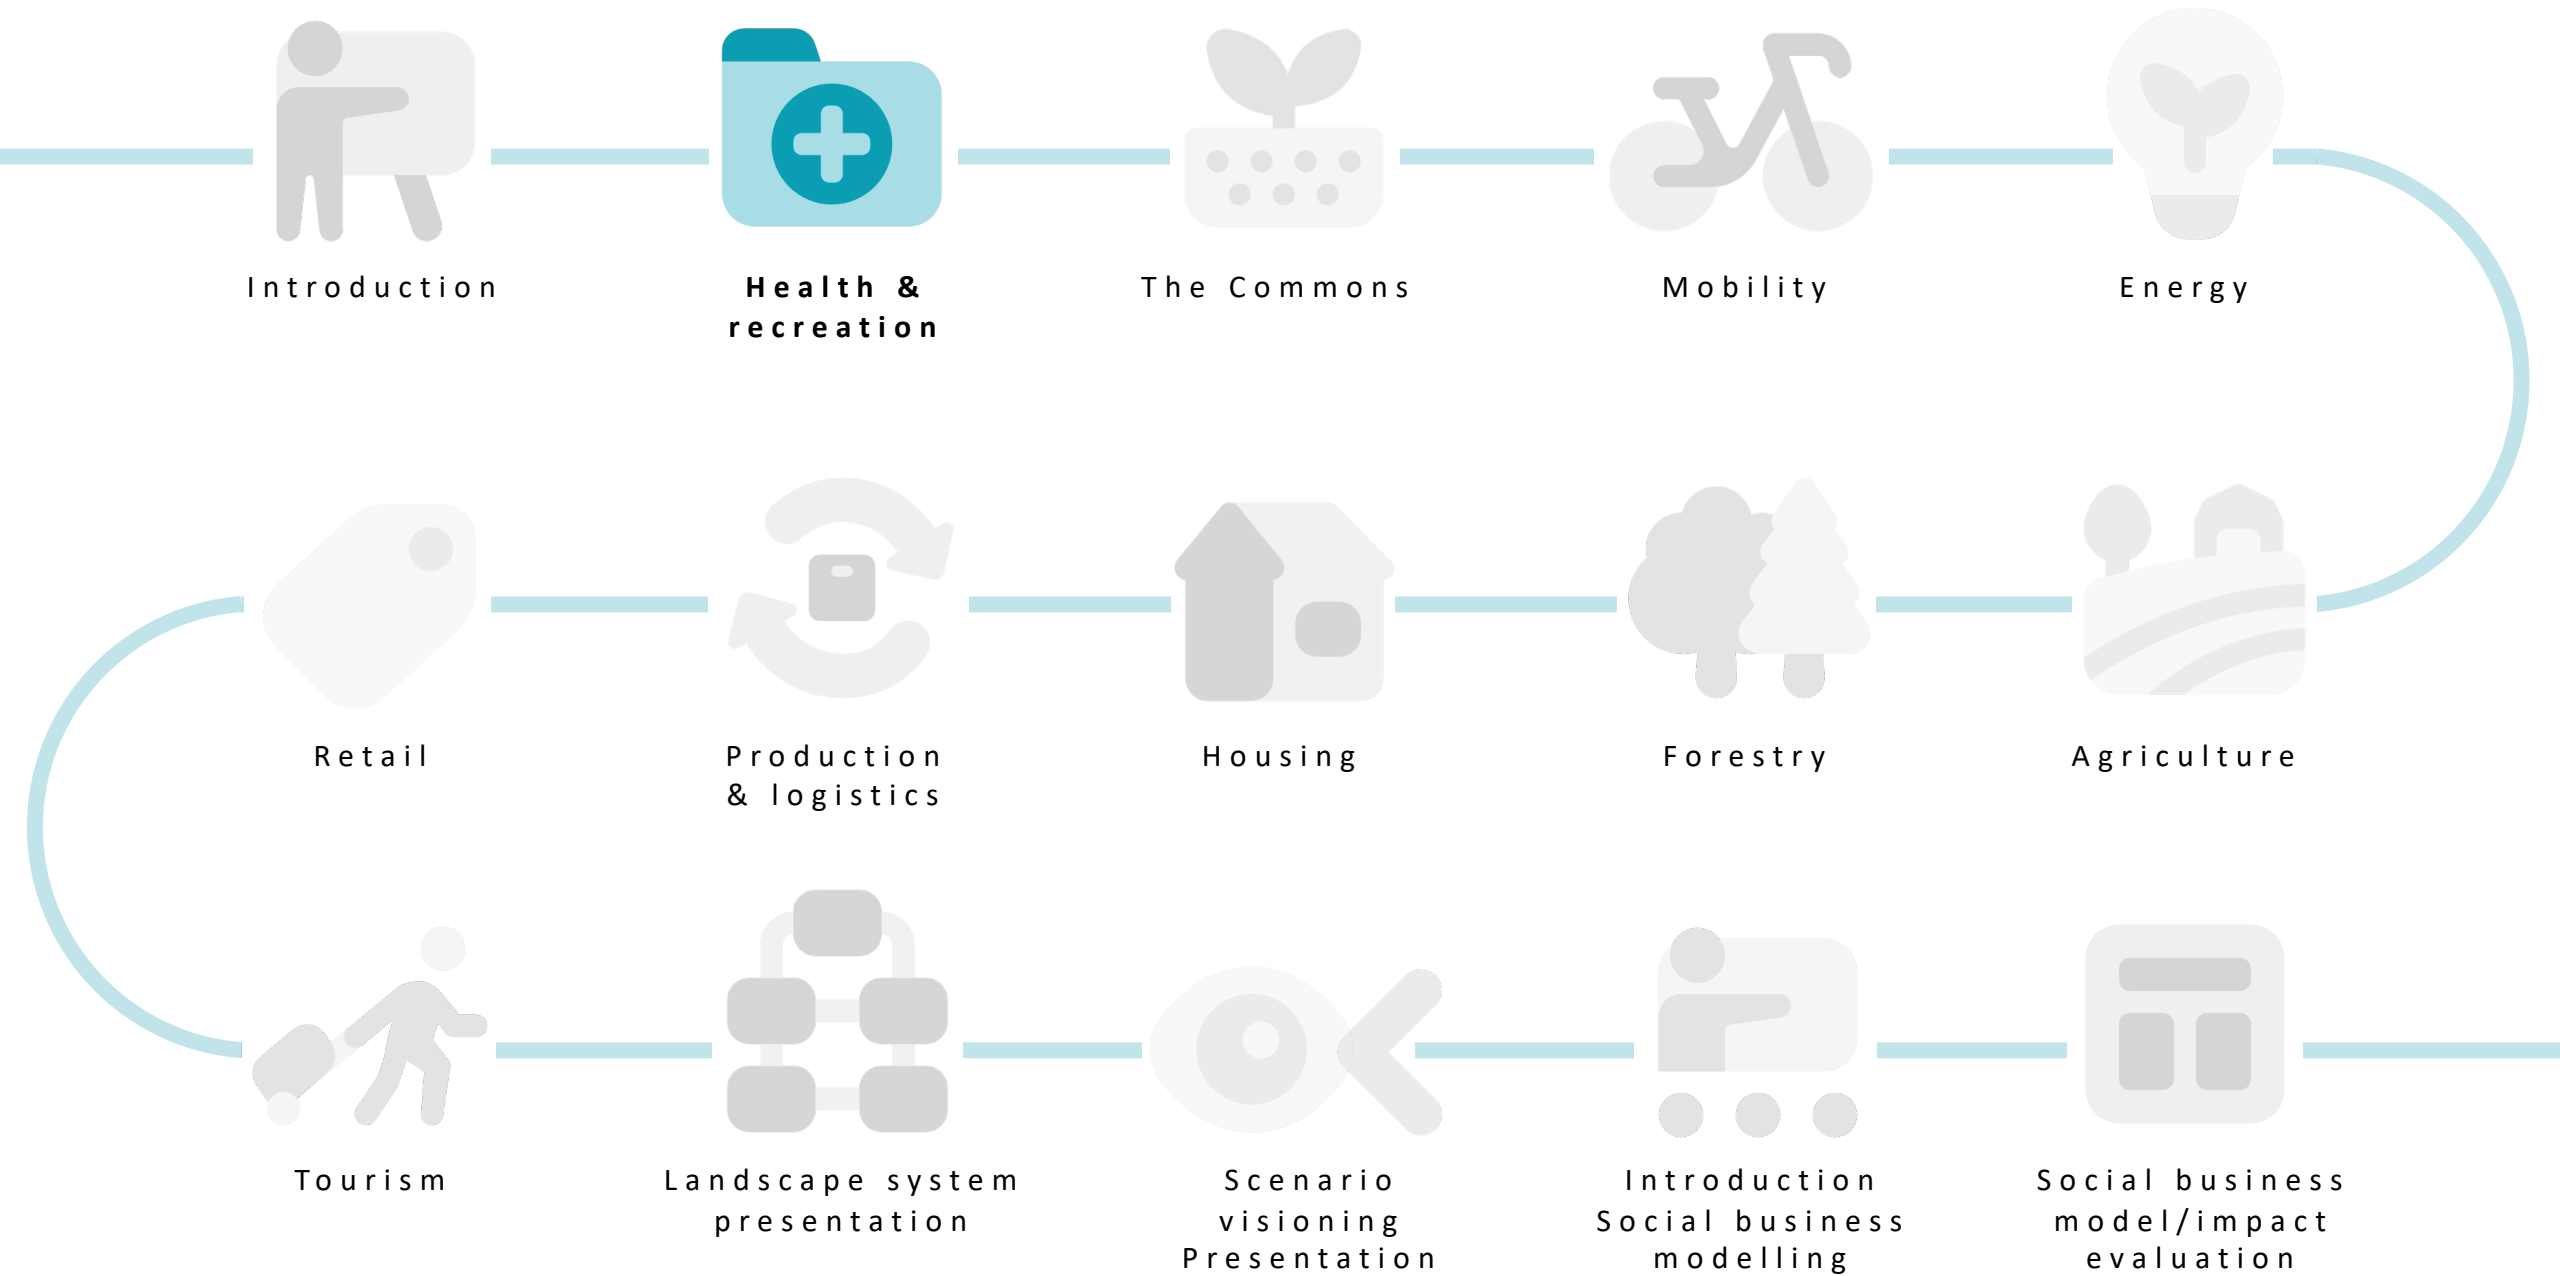 Introduction
Health &
recreation
The Commons
Mobility
Energy
Retail
Production
& logistics
Housing
Forestry
Agriculture
Tourism
Landscape system
presentation
Scenario
visioning
Presentation
Introduction
Social business
modelling
Social business
model/impact
evaluation